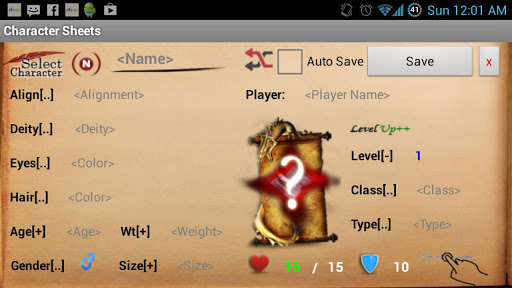 41 Sun 12:01 AM
Character Sheets
Select Character N <Name> Auto Save Save x
Align[..] <Alignment> Player: <Player Name>
Deity[..] <Deity> Level Up++
Eyes[..] <Color> Level[-] 1
Hair[..] <Color> ? Class[..] <Class>
Age[+] <Age> Wt[+] <Weight> Type[..] <Type>
Gender[..] Size[+] <Size> 15 / 15 10